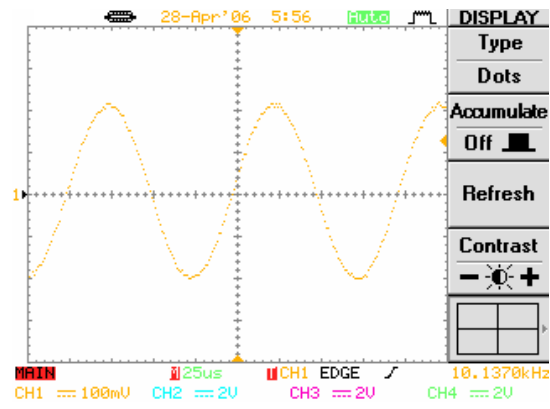 28-Apr'06 5:56 Auto
DISPLAY
Type
Dots
Accumulate
Off
Refresh
Contrast
1
MAIN M 25us T CH1 EDGE 10.1370kHz
CH1 100mV CH2 2V CH3 2V CH4 2V